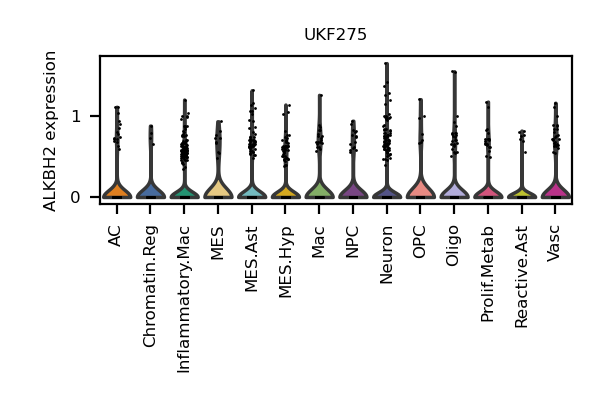 UKF275
ALKBH2 expression
1
0
AC
Chromatin.Reg
Inflammatory.Mac
MES
MES.Ast
MES.Hyp
Mac
NPC
Neuron
OPC
Oligo
Prolif.Metab
Reactive.Ast
Vasc